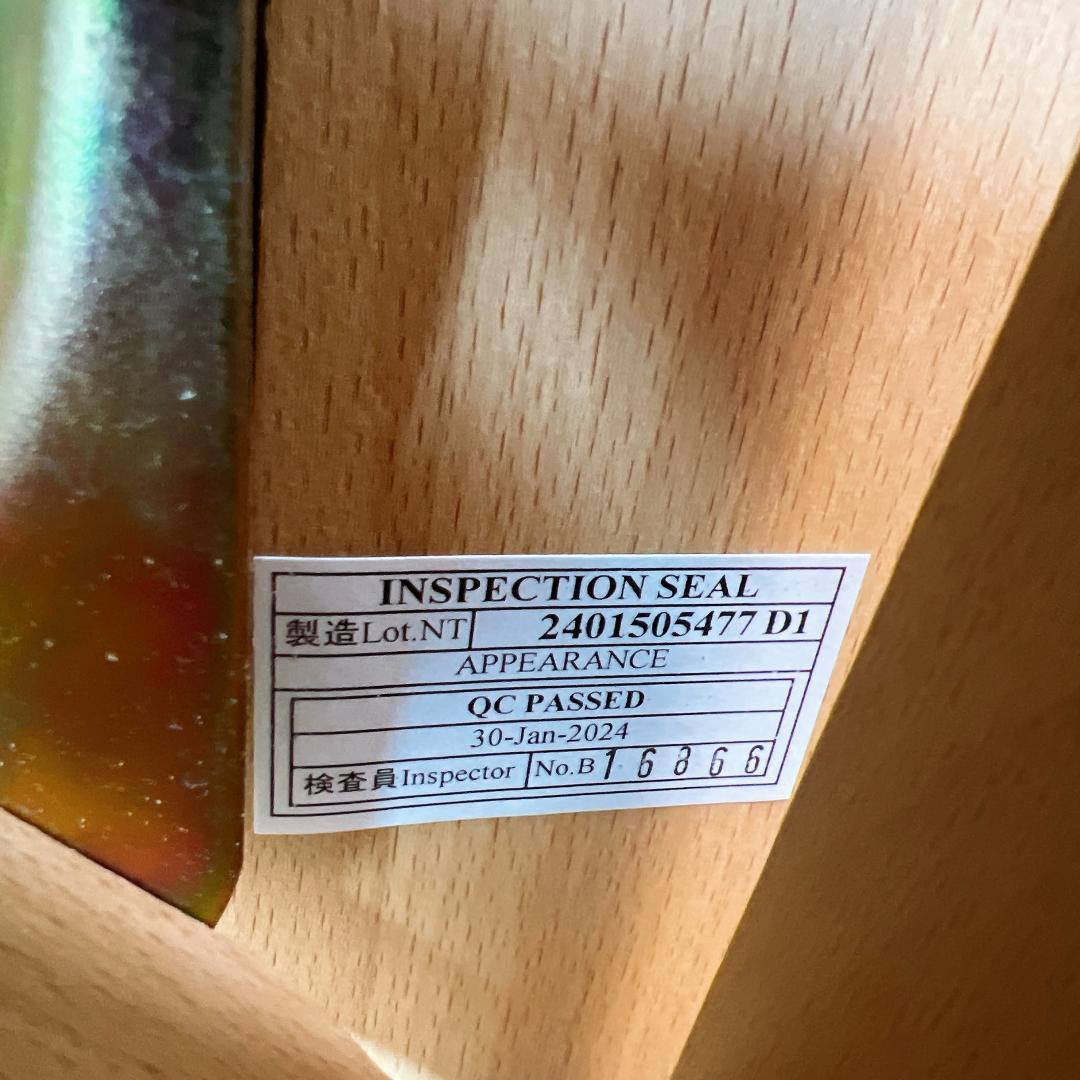 INSPECTION SEAL
製造Lot.NT 2401505477 D1
APPEARANCE
QC PASSED
30-Jan-2024
検査員Inspector No.B 16866